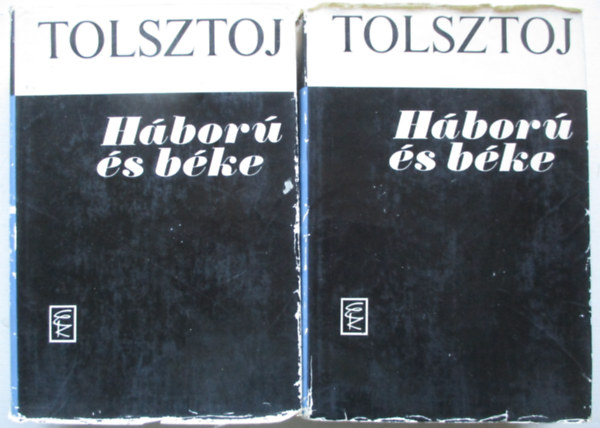 TOLSZTOJ
Háború
és béke
TOLSZTOJ
Háború
és béke